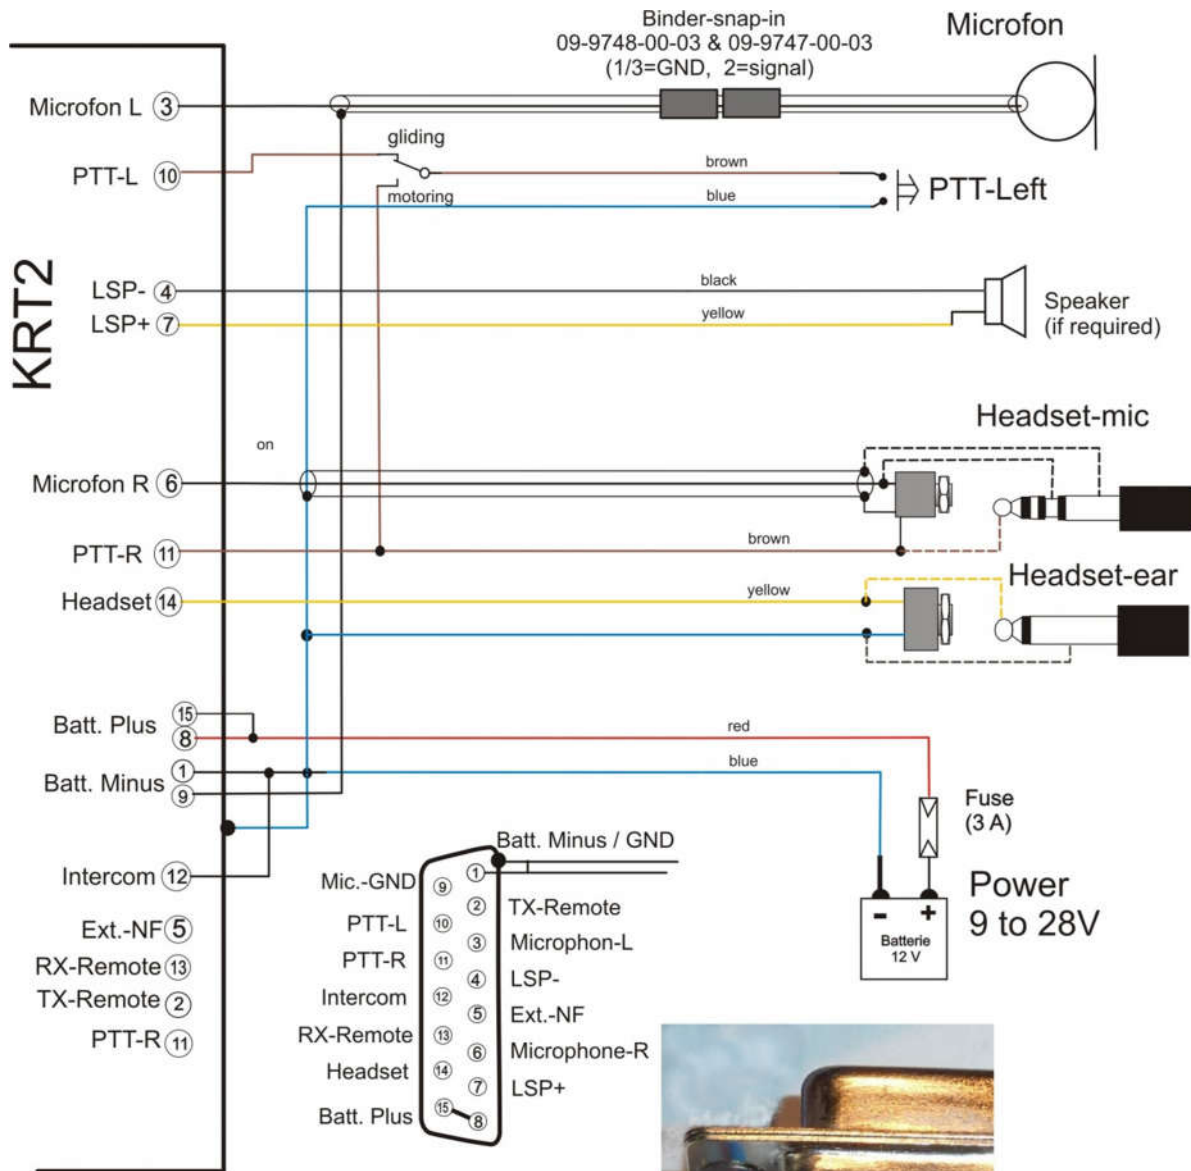 Binder-snap-in
09-9748-00-03 & 09-9747-00-03
(1/3=GND, 2=signal)
Microfon
Microfon L 3
gliding
PTT-L 10
brown
motoring
blue
PTT-Left
KRT2
LSP- 4
black
LSP+ 7
yellow
Speaker
(if required)
Headset-mic
on
Microfon R 6
PTT-R 11
brown
Headset-ear
Headset 14
yellow
Batt. Plus
15
8
red
Batt. Minus
1
9
blue
Fuse
(3 A)
Intercom 12
Power
9 to 28V
- +
Batterie
12 V
Ext.-NF 5
RX-Remote 13
TX-Remote 2
PTT-R 11
Batt. Minus / GND
Mic.-GND 9
1
2 TX-Remote
PTT-L 10
3 Microphon-L
PTT-R 11
4 LSP-
Intercom 12
5 Ext.-NF
RX-Remote 13
6 Microphone-R
Headset 14
7 LSP+
Batt. Plus 15
8